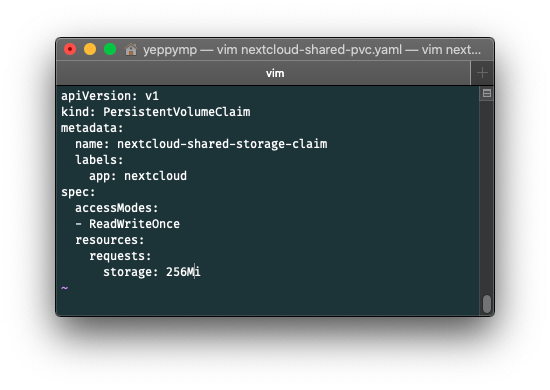 yeppymp — vim nextcloud-shared-pvc.yaml — vim next...
vim
apiVersion: v1
kind: PersistentVolumeClaim
metadata:
  name: nextcloud-shared-storage-claim
  labels:
    app: nextcloud
spec:
  accessModes:
  - ReadWriteOnce
  resources:
    requests:
      storage: 256Mi
~